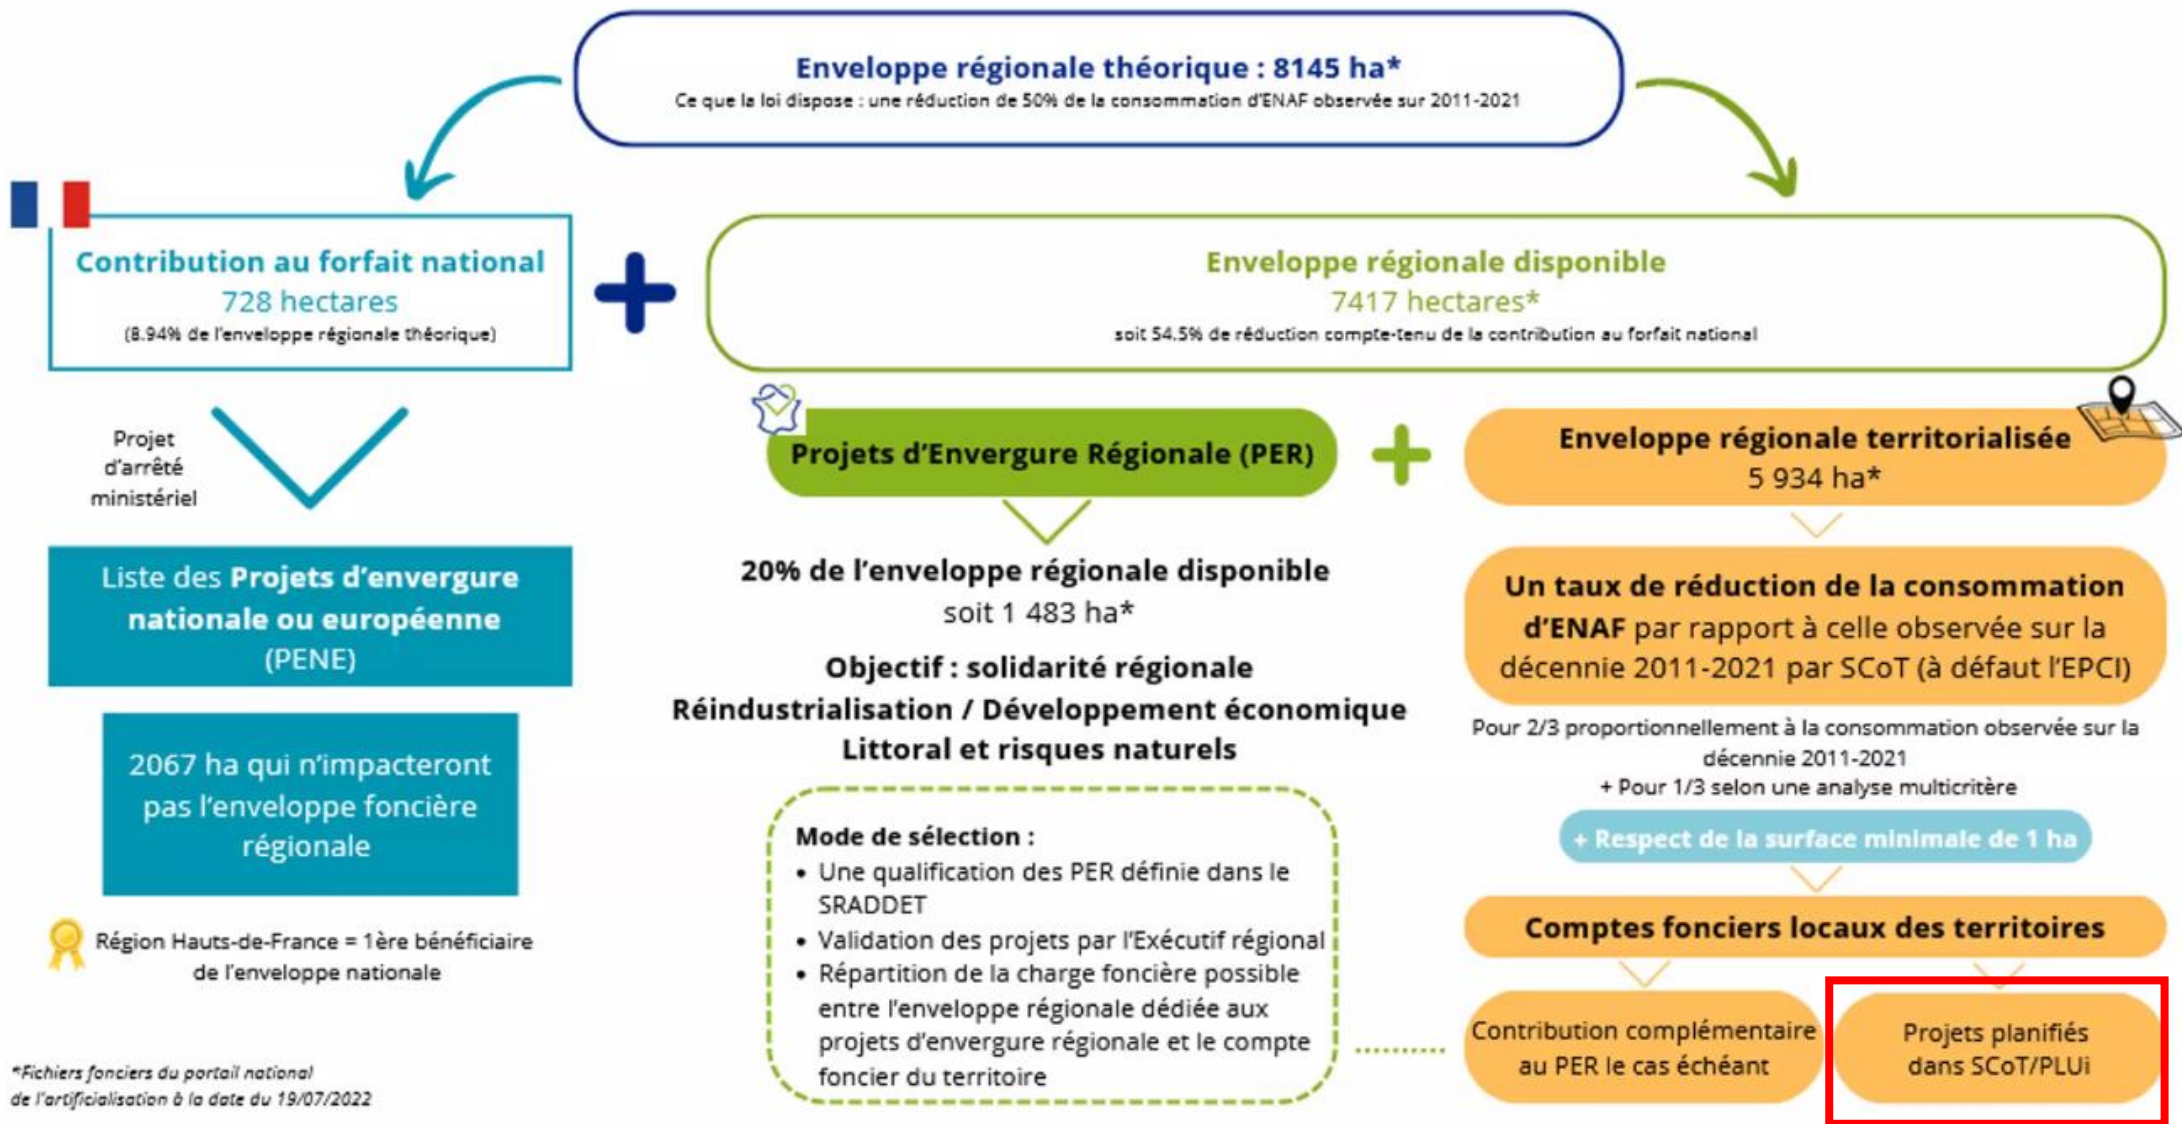 Enveloppe régionale théorique : 8145 ha*
Ce que la loi dispose : une réduction de 50% de la consommation d'ENAF observée sur 2011-2021
Contribution au forfait national
728 hectares
(8.94% de l'enveloppe régionale théorique)
Enveloppe régionale disponible
7417 hectares*
soit 54.5% de réduction compte-tenu de la contribution au forfait national
Projet
d'arrêté
ministériel
Liste des Projets d'envergure
nationale ou européenne
(PENE)
2067 ha qui n'impacteront
pas l'enveloppe foncière
régionale
Région Hauts-de-France = 1ère bénéficiaire
de l'enveloppe nationale
*Fichiers fonciers du portail national
de l'artificialisation à la date du 19/07/2022
Projets d'Envergure Régionale (PER)
20% de l'enveloppe régionale disponible
soit 1 483 ha*
Objectif : solidarité régionale
Réindustrialisation / Développement économique
Littoral et risques naturels
Mode de sélection :
• Une qualification des PER définie dans le
SRADDET
• Validation des projets par l'Exécutif régional
• Répartition de la charge foncière possible
entre l'enveloppe régionale dédiée aux
projets d'envergure régionale et le compte
foncier du territoire
Enveloppe régionale territorialisée
5 934 ha*
Un taux de réduction de la consommation
d'ENAF par rapport à celle observée sur la
décennie 2011-2021 par SCoT (à défaut l'EPCI)
Pour 2/3 proportionnellement à la consommation observée sur la
décennie 2011-2021
+ Pour 1/3 selon une analyse multicritère
+ Respect de la surface minimale de 1 ha
Comptes fonciers locaux des territoires
Contribution complémentaire
au PER le cas échéant
Projets planifiés
dans SCoT/PLUi